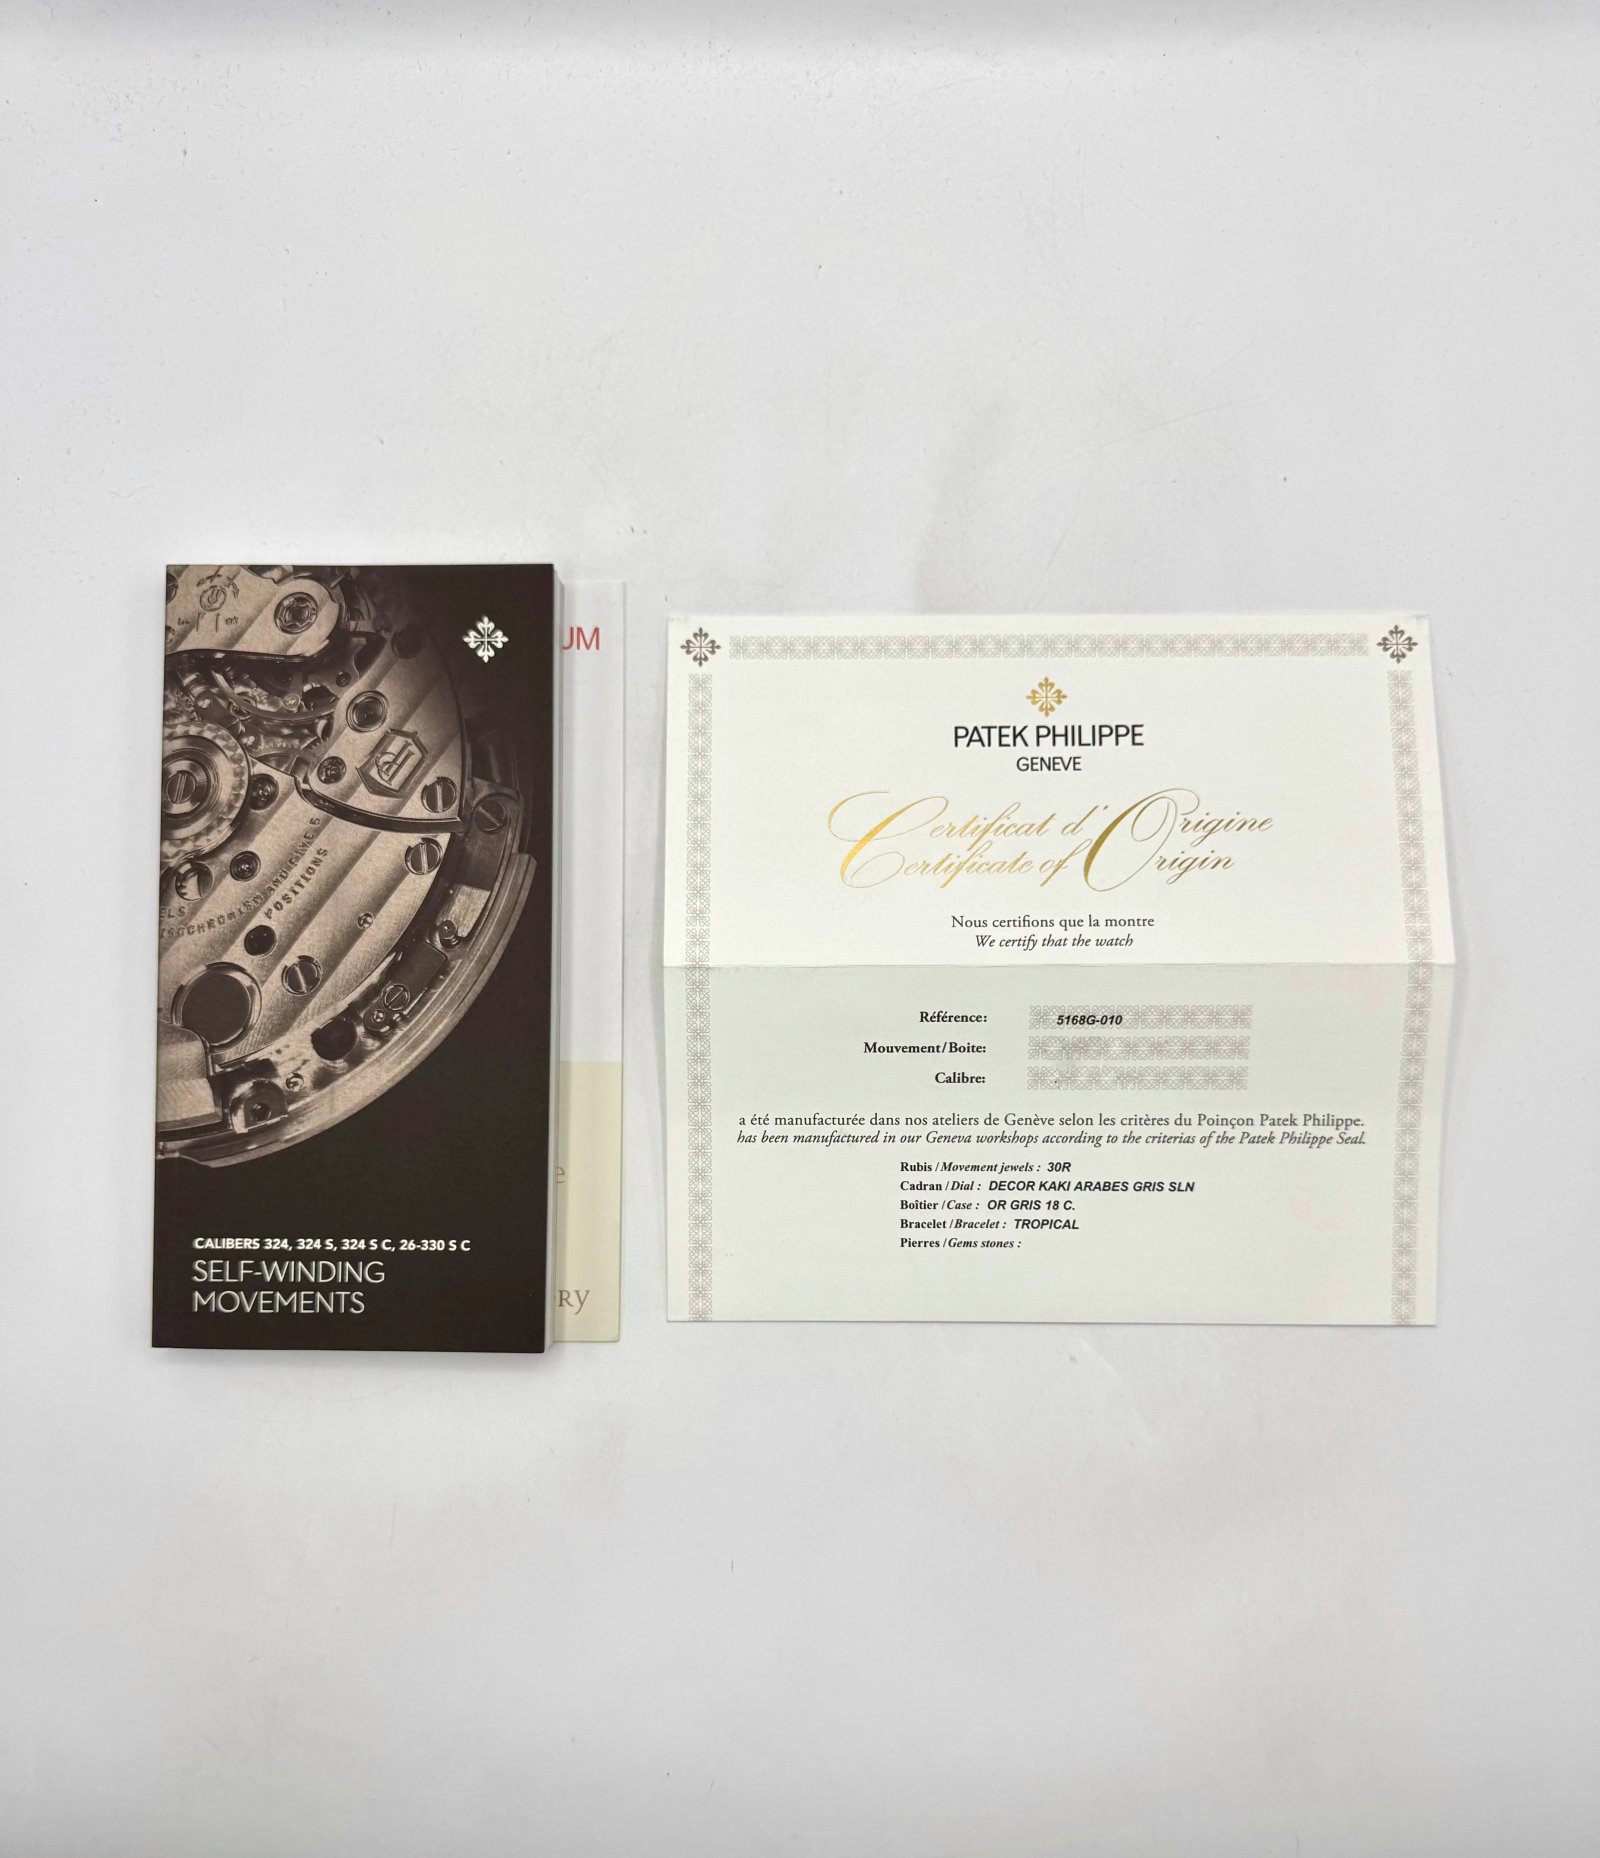 POSITIONS
JM
CALIBERS 324, 324 S, 324 S C, 26-330 S C
SELF-WINDING
MOVEMENTS
RY
PATEK PHILIPPE
GENEVE
Certificat d'Origine
Certificate of Origin
Nous certifions que la montre
We certify that the watch
Référence: 5168G-010
Mouvement/Boite:
Calibre:
a été manufacturée dans nos ateliers de Genève selon les critères du Poinçon Patek Philippe.
has been manufactured in our Geneva workshops according to the criterias of the Patek Philippe Seal.
Rubis / Movement jewels : 30R
Cadran / Dial : DECOR KAKI ARABES GRIS SLN
Boîtier / Case : OR GRIS 18 C.
Bracelet / Bracelet : TROPICAL
Pierres / Gems stones :